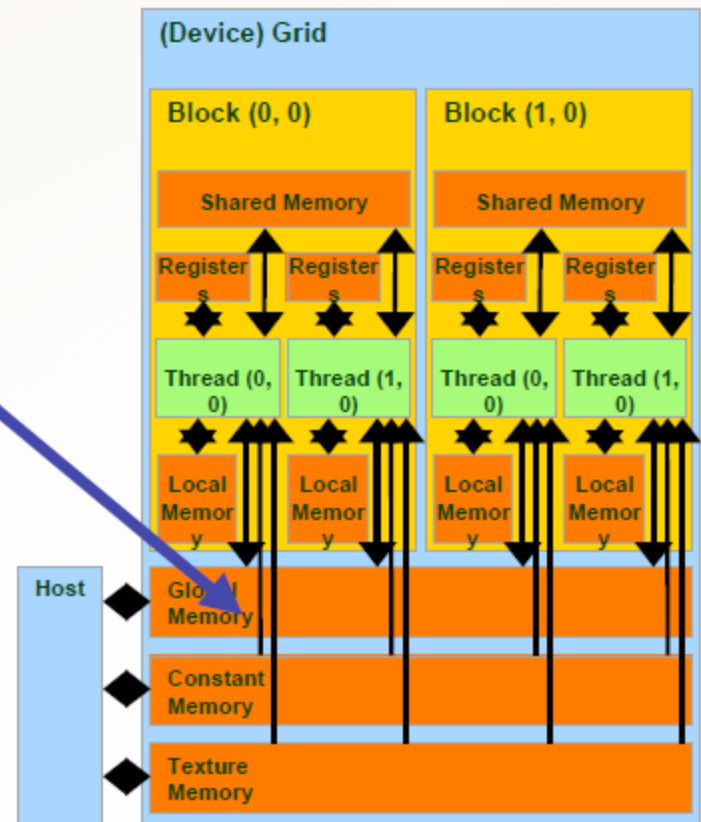 (Device) Grid
Block (0, 0)
Block (1, 0)
Shared Memory
Shared Memory
Register
s
Register
s
Register
s
Register
s
Thread (0,
0)
Thread (1,
0)
Thread (0,
0)
Thread (1,
0)
Local
Memor
y
Local
Memor
y
Local
Memor
y
Local
Memor
y
Host
Global
Memory
Constant
Memory
Texture
Memory